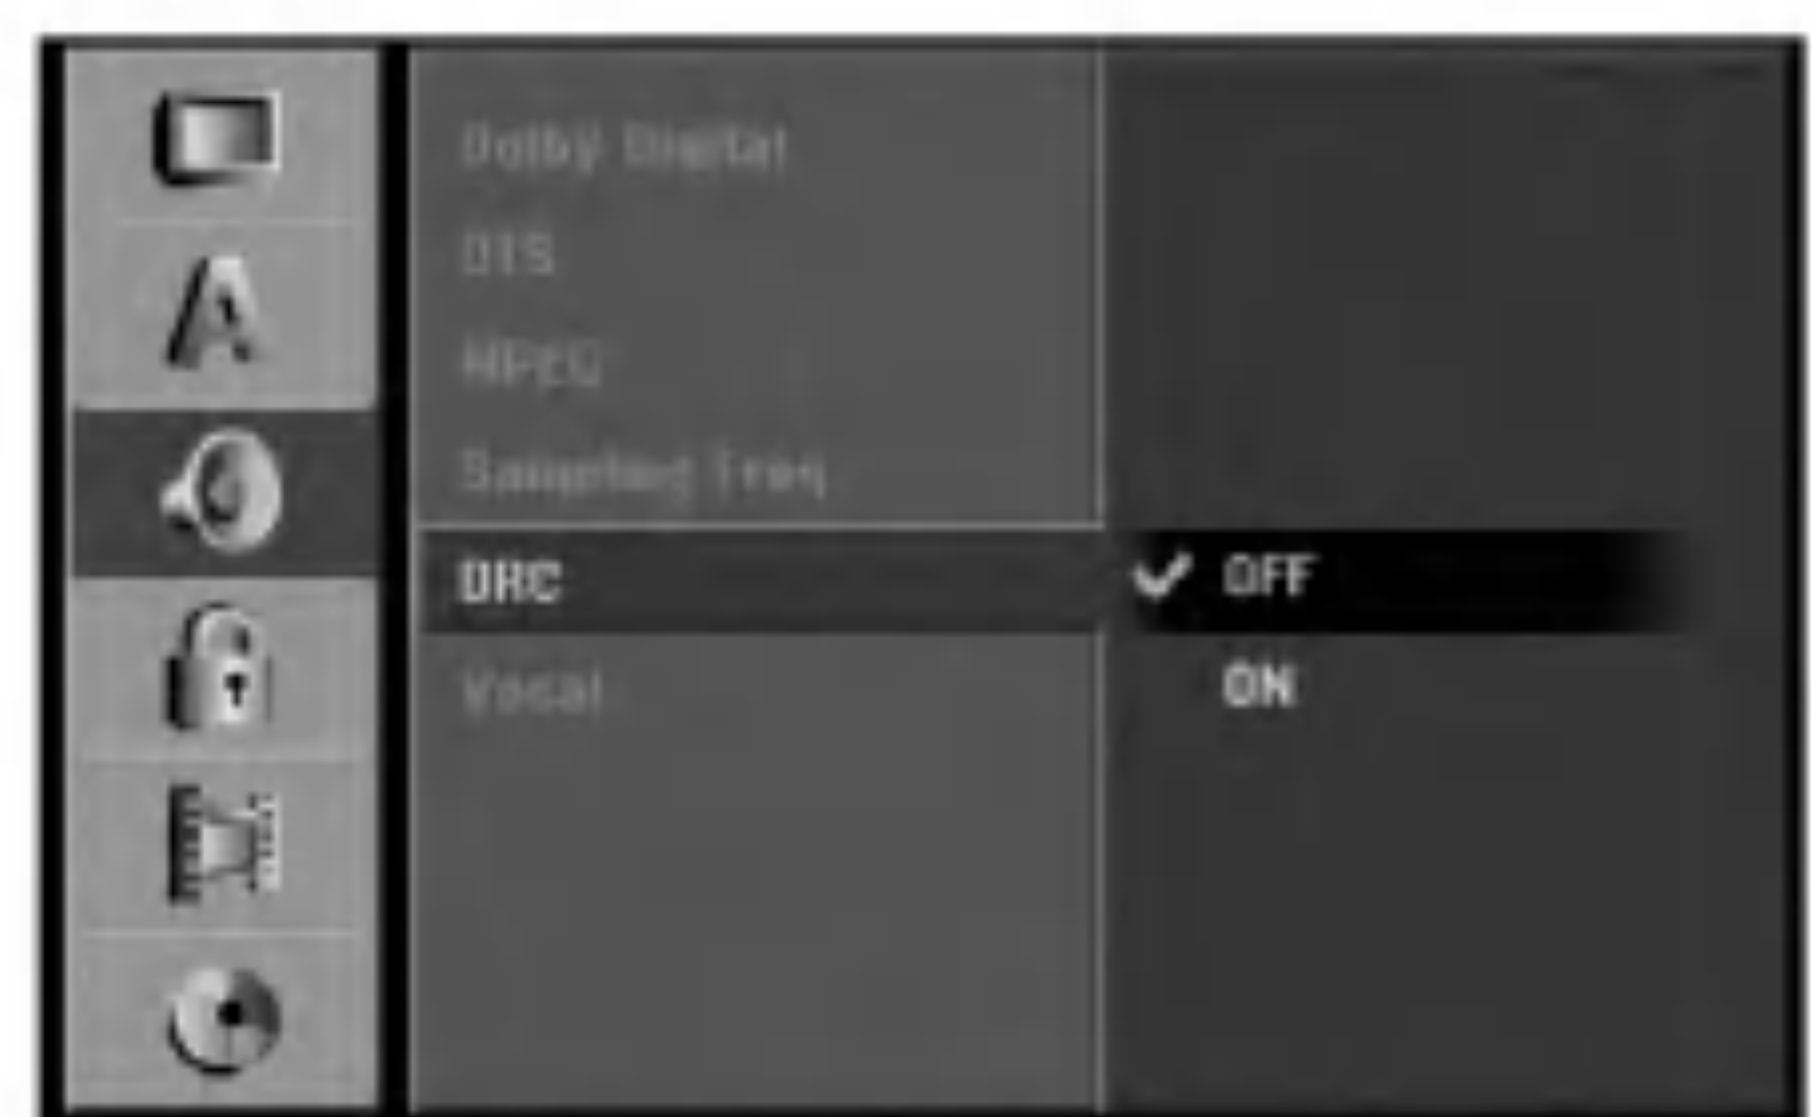 Dolby Digital
DTS
MPEG
Sampling Freq
DRC
OFF
ON
Vocal